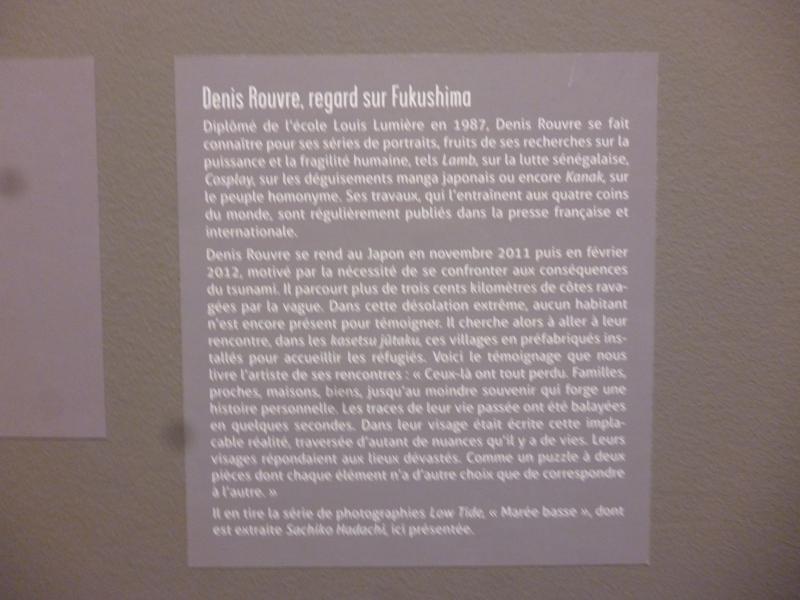 Denis Rouvre, regard sur Fukushima
Diplômé de l'école Louis Lumière en 1987, Denis Rouvre se fait
connaître pour ses séries de portraits, fruits de ses recherches sur la
puissance et la fragilité humaine, tels Lamb, sur la lutte sénégalaise,
Cosplay, sur les déguisements manga japonais ou encore Kanak, sur
le peuple homonyme. Ses travaux, qui l'entraînent aux quatre coins
du monde, sont régulièrement publiés dans la presse française et
internationale.
Denis Rouvre se rend au Japon en novembre 2011 puis en février
2012, motivé par la nécessité de se confronter aux conséquences
du tsunami. Il parcourt plus de trois cents kilomètres de côtes rava-
gées par la vague. Dans cette désolation extrême, aucun habitant
n'est encore présent pour témoigner. Il cherche alors à aller à leur
rencontre, dans les kasetsu jūtaku, ces villages en préfabriqués ins-
tallés pour accueillir les réfugiés. Voici le témoignage que nous
livre l'artiste de ses rencontres : « Ceux-là ont tout perdu. Familles,
proches, maisons, biens, jusqu'au moindre souvenir qui forge une
histoire personnelle. Les traces de leur vie passée ont été balayées
en quelques secondes. Dans leur visage était écrite cette impla-
cable réalité, traversée d'autant de nuances qu'il y a de vies. Leurs
visages répondaient aux lieux dévastés. Comme un puzzle à deux
pièces dont chaque élément n'a d'autre choix que de correspondre
à l'autre. »
Il en tire la série de photographies Low Tide, « Marée basse », dont
est extraite Sachiko Hadachi, ici présentée.